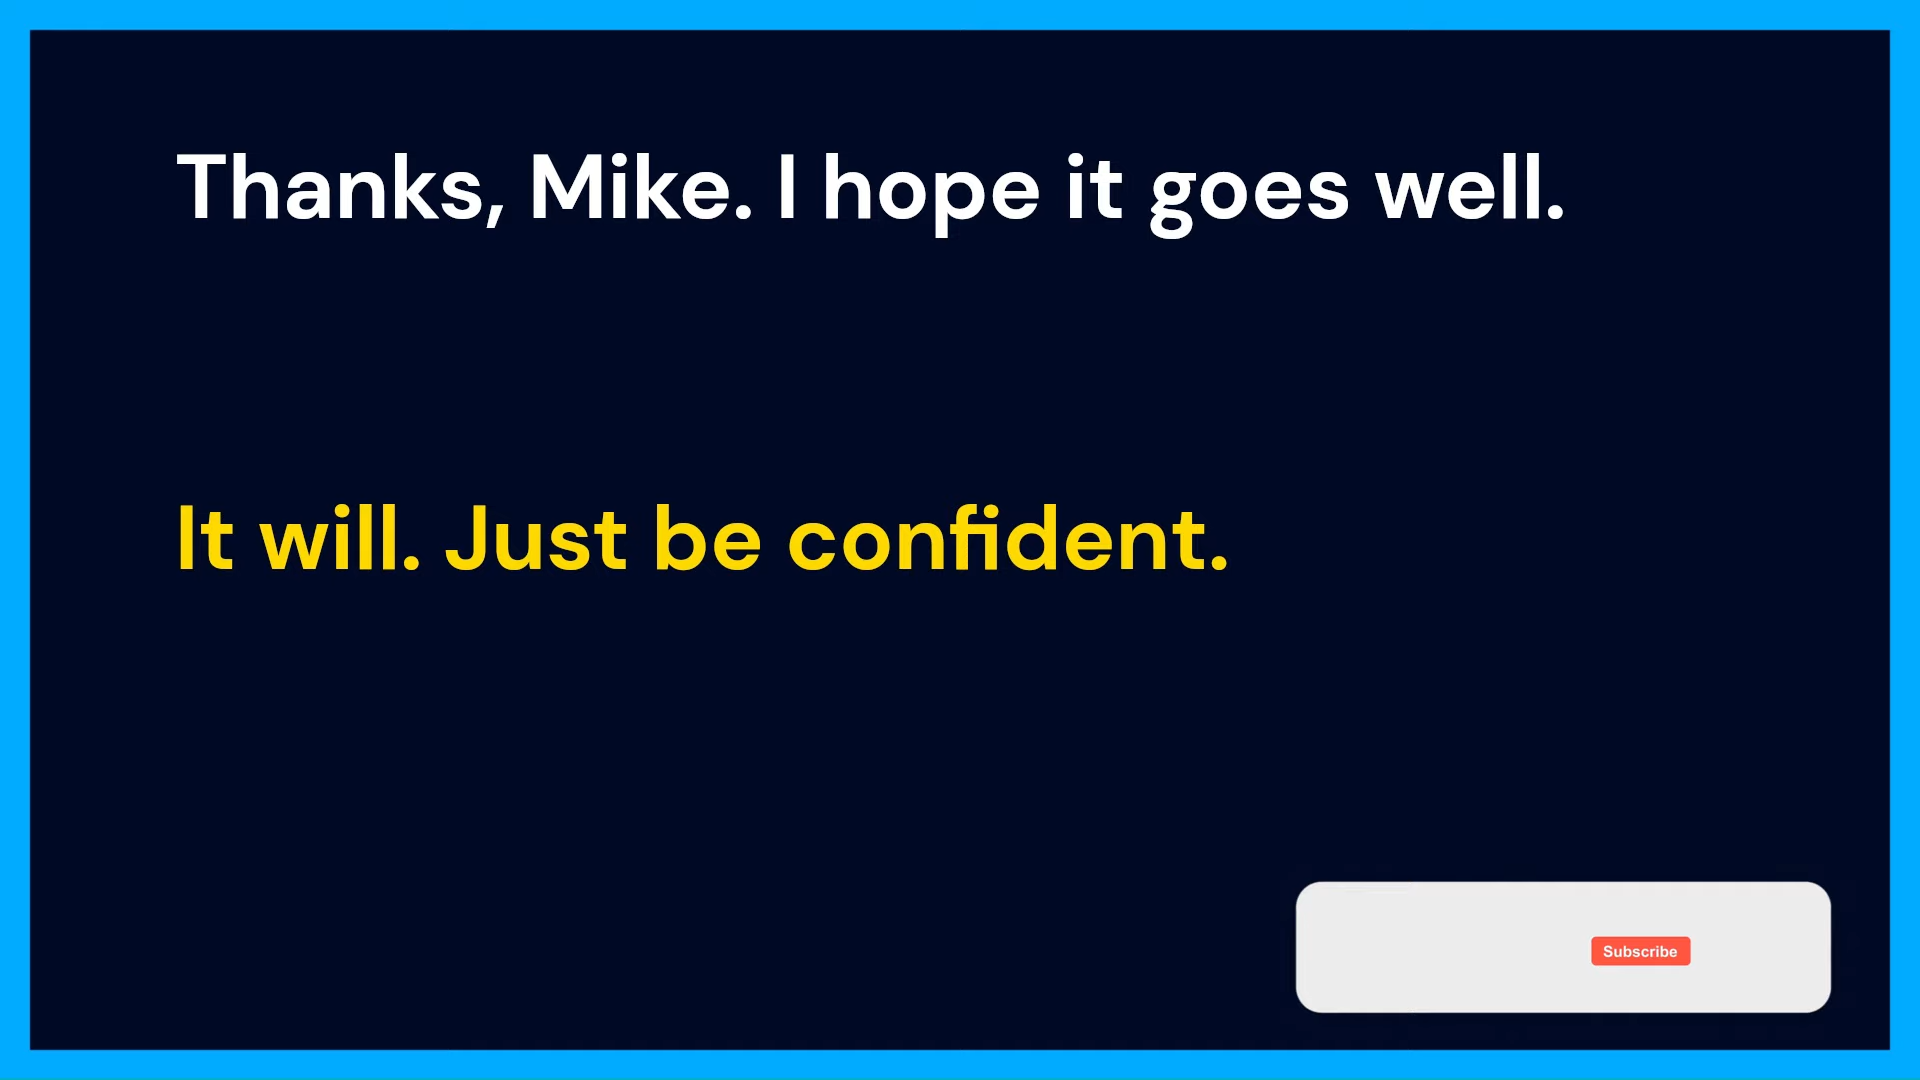 Thanks, Mike. I hope it goes well.
It will. Just be confident.
Subscribe